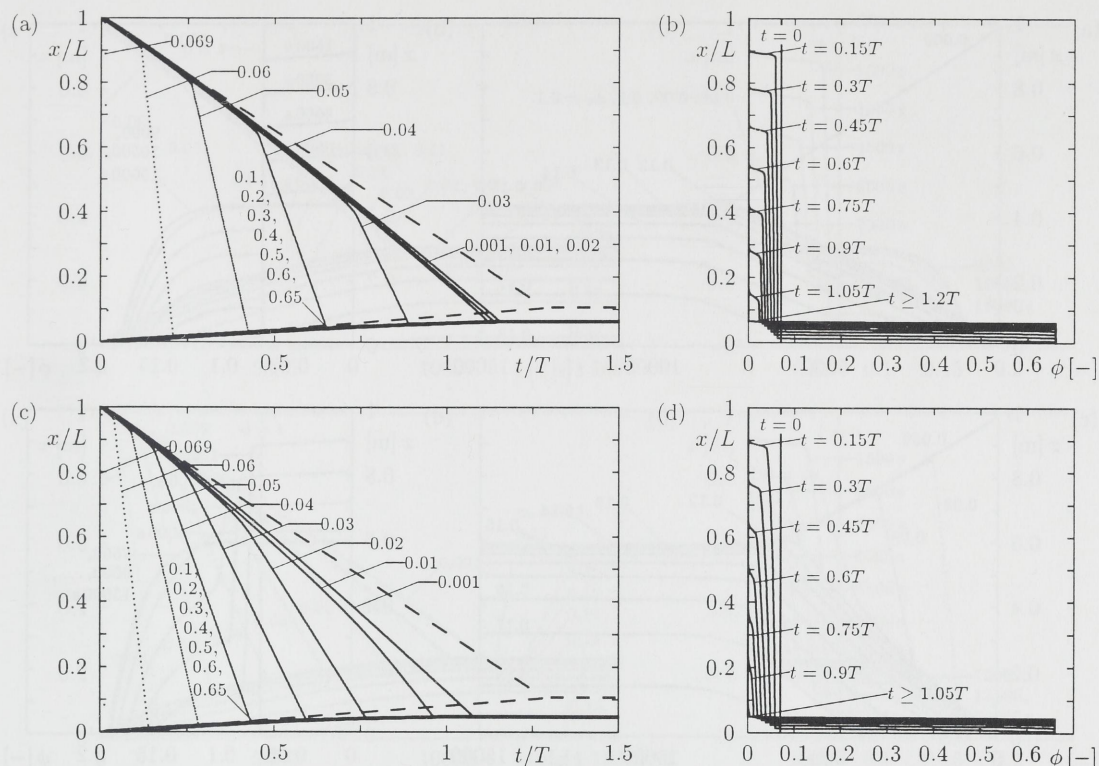 (a)
1
x/L
0.8
0.6
0.4
0.2
0
0.069
0.06
0.05
0.04
0.03
0.001, 0.01, 0.02
0.1,
0.2,
0.3,
0.4,
0.5,
0.6,
0.65
0.5
1
t/T
1.5
(b)
1
x/L
0.8
0.6
0.4
0.2
0
t = 0
t = 0.15T
t = 0.3T
t = 0.45T
t = 0.6T
t = 0.75T
t = 0.9T
t = 1.05T
t ≥ 1.2T
0 0.1 0.2 0.3 0.4 0.5 0.6 ϕ [−]
(c)
1
x/L
0.8
0.6
0.4
0.2
0
0.069
0.06
0.05
0.04
0.03
0.02
0.01
0.001
0.1,
0.2,
0.3,
0.4,
0.5,
0.6,
0.65
0.5
1
t/T
1.5
(d)
1
x/L
0.8
0.6
0.4
0.2
0
t = 0
t = 0.15T
t = 0.3T
t = 0.45T
t = 0.6T
t = 0.75T
t = 0.9T
t ≥ 1.05T
0 0.1 0.2 0.3 0.4 0.5 0.6 ϕ [−]